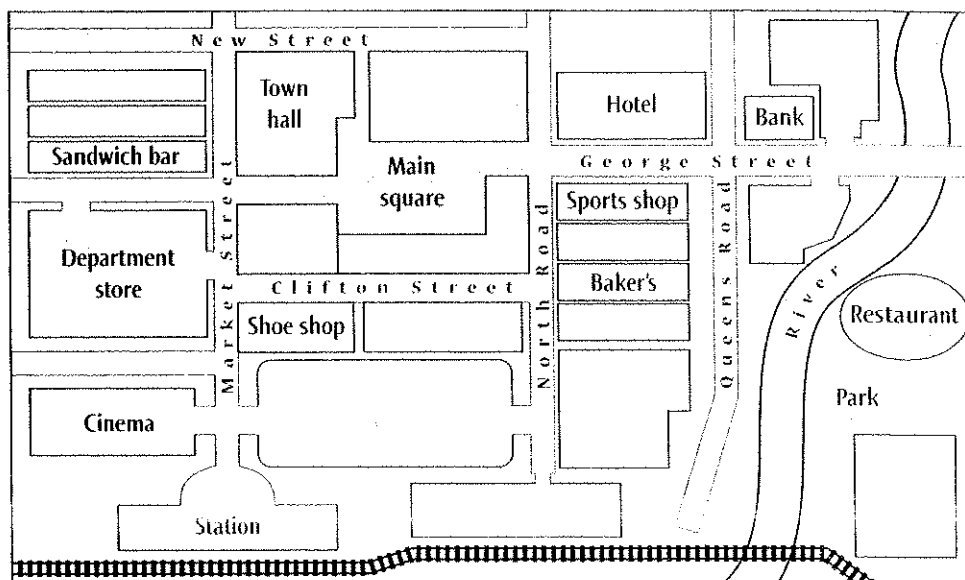 New Street
Town
hall
Hotel
Bank
Sandwich bar
Main
square
George Street
Sports shop
Market Street
Department
store
North Road
Baker's
Queens Road
River
Clifton Street
Shoe shop
Restaurant
Park
Cinema
Station